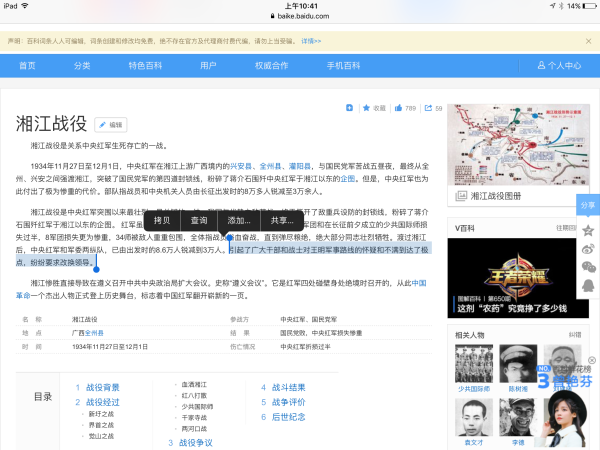 iPad
上午10:41
14%
baike.baidu.com
声明：百科词条人人可编辑，词条创建和修改均免费，绝不存在官方及代理商付费代编，请勿上当受骗。 详情>>
首页 分类 特色百科 用户 权威合作 手机百科 个人中心
收藏 799 59
湘江战役 编辑
湘江战役是关系中央红军生死存亡的一战。
1934年11月27日至12月1日，中央红军在湘江上游广西境内的兴安县、全州县、灌阳县，与国民党军苦战五昼夜，最终从全
州、兴安之间强渡湘江，突破了国民党军的第四道封锁线，粉碎了蒋介石围歼中央红军于湘江以东的企图。但是，中央红军也为
此付出了极为惨重的代价。部队指战员和中央机关人员由长征出发时的8万多人锐减至3万余人。
湘江战役是中央红军突围以来最壮
了敌重兵设防的封锁线，粉碎了蒋介
拷贝 查询 添加... 共享...
石围歼红军于湘江以东的企图。
军团和在长征前夕成立的少共国际师损
失过半，8军团损失更为惨重，34师被敌人重重包围，全体指战员
血奋战，直到弹尽粮绝，绝大部分同志壮烈牺牲。渡过湘江
后，中央红军和军委两纵队，已由出发时的8.6万人锐减到3万人。引起了广大干部和战士对王明军事路线的怀疑和不满到达了极
点，纷纷要求改换领导。
湘江惨胜直接导致在遵义召开中共中央政治局扩大会议，史称“遵义会议”。它是红军四处碰壁身处绝境时召开的，从此中国
革命一个杰出人物正式登上历史舞台，标志着中国红军翻开崭新的一页。
名 称 湘江战役 参战方 中央红军、国民党军
地 点 广西全州县 结 果 国民党败，中央红军损失惨重
时 间 1934年11月27日至12月1日 伤亡情况 中央红军折损过半
目录
1 战役背景
2 战役经过
新圩之战
界首之战
觉山之战
血洒湘江
红八打散
少共国际师
千家寺战
两河口战
3 战役争议
4 战斗结果
5 战争评价
6 后世纪念
湘江战役图册
分享
V百科 往期回
王者荣耀
图解百科 | 第650期
这剂“农药”究竟挣了多少钱
相关人物 纠错
少共国际师 陈树湘
袁文才 李德
NO.
3